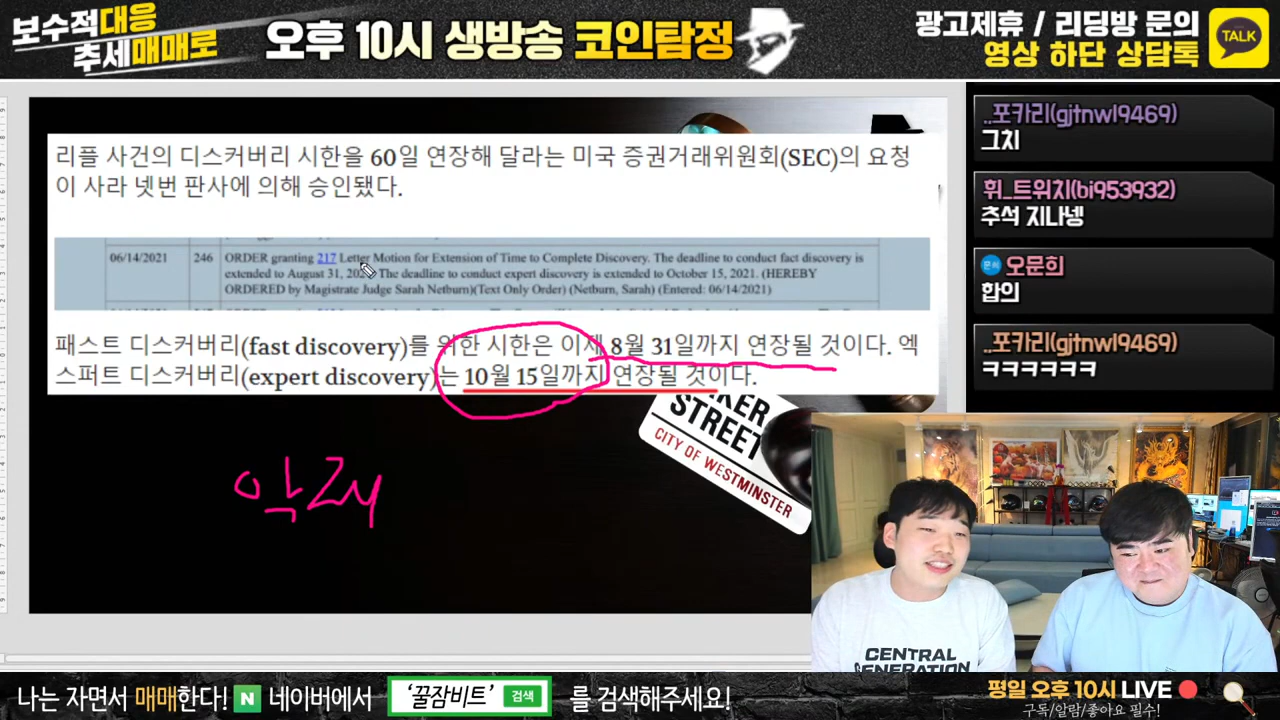 보수적대응
추세매매로
오후 10시 생방송 코인탐정
광고제휴 / 리딩방 문의
영상 하단 상담톡
TALK
리플 사건의 디스커버리 시한을 60일 연장해 달라는 미국 증권거래위원회(SEC)의 요청
이 사라 넷번 판사에 의해 승인됐다.
06/14/2021 246 ORDER granting 217 Letter Motion for Extension of Time to Complete Discovery. The deadline to conduct fact discovery is
extended to August 31, The deadline to conduct expert discovery is extended to October 15, 2021. (HEREBY
ORDERED by Magistrate Judge Sarah Netburn)(Text Only Order) (Netburn, Sarah) (Entered: 06/14/2021)
패스트 디스커버리(fast discovery)를 위한 시한은 이제 8월 31일까지 연장될 것이다. 엑
스퍼트 디스커버리(expert discovery)는 10월 15일까지 연장될 것이다.
악재
STREET
CITY OF WESTMINSTER
..포카리(gjtnwl9469)
그치
휘_트위치(bi953932)
추석 지나넹
오문희
합의
..포카리(gjtnwl9469)
ㅋㅋㅋㅋㅋㅋ
CENTRAL
GENERATION
나는 자면서 매매한다! N 네이버에서 '꿀잠비트' 검색 를 검색해주세요!
평일 오후 10시 LIVE
구독/알람/좋아요 필수!